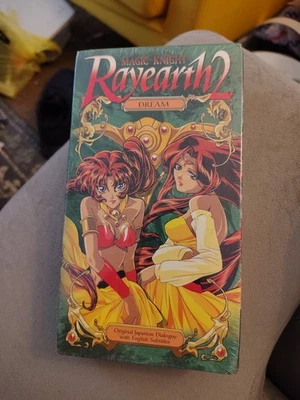 MAGIC KNIGHT
Rayearth 2
DREAM
Original Japanese Dialogue
with English Subtitles